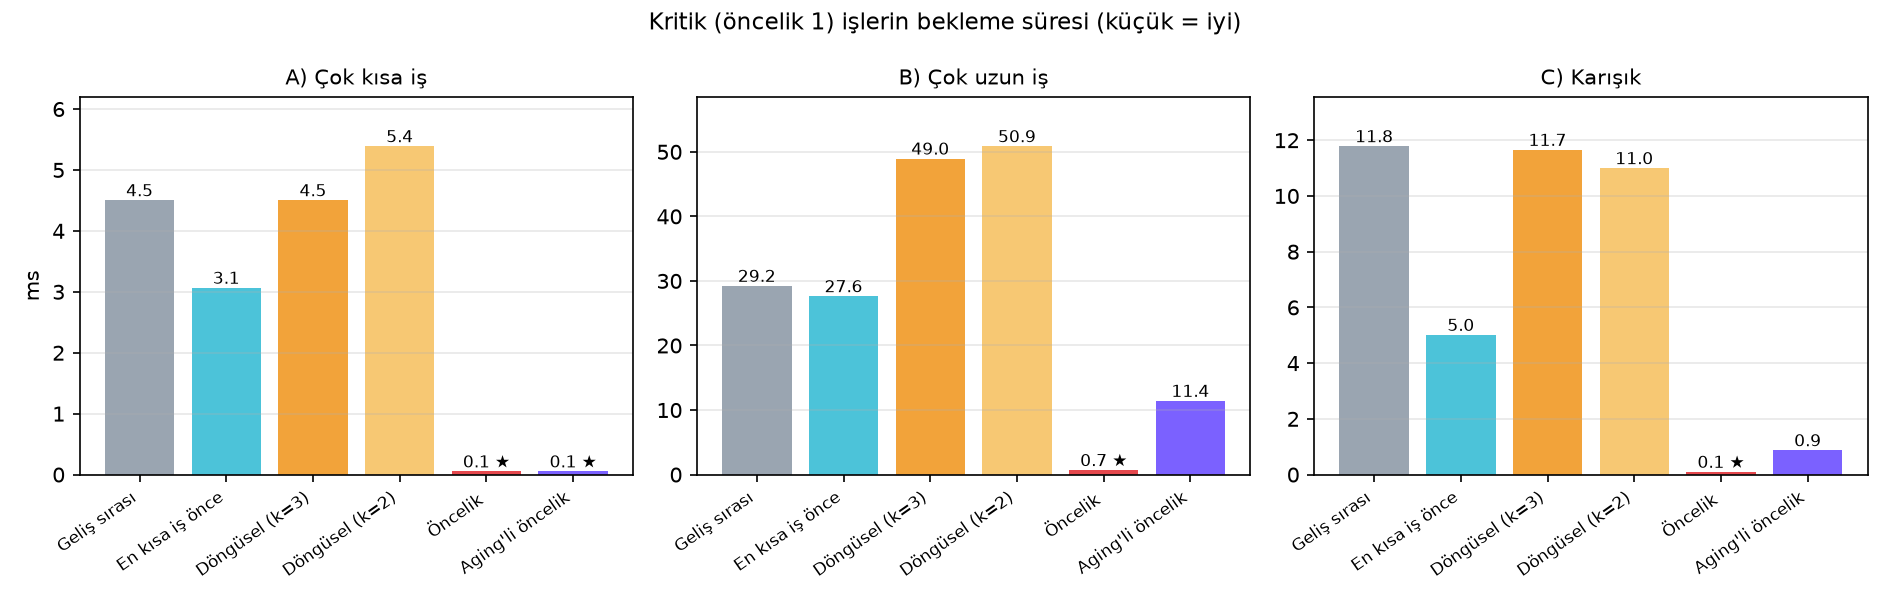 Kritik (öncelik 1) işlerin bekleme süresi (küçük = iyi)
A) Çok kısa iş
ms
6
5
4
3
2
1
0
4.5
3.1
4.5
5.4
0.1 ★
0.1 ★
Geliş sırası
En kısa iş önce
Döngüsel (k=3)
Döngüsel (k=2)
Öncelik
Aging'li öncelik
B) Çok uzun iş
50
40
30
20
10
0
29.2
27.6
49.0
50.9
0.7 ★
11.4
Geliş sırası
En kısa iş önce
Döngüsel (k=3)
Döngüsel (k=2)
Öncelik
Aging'li öncelik
C) Karışık
12
10
8
6
4
2
0
11.8
5.0
11.7
11.0
0.1 ★
0.9
Geliş sırası
En kısa iş önce
Döngüsel (k=3)
Döngüsel (k=2)
Öncelik
Aging'li öncelik